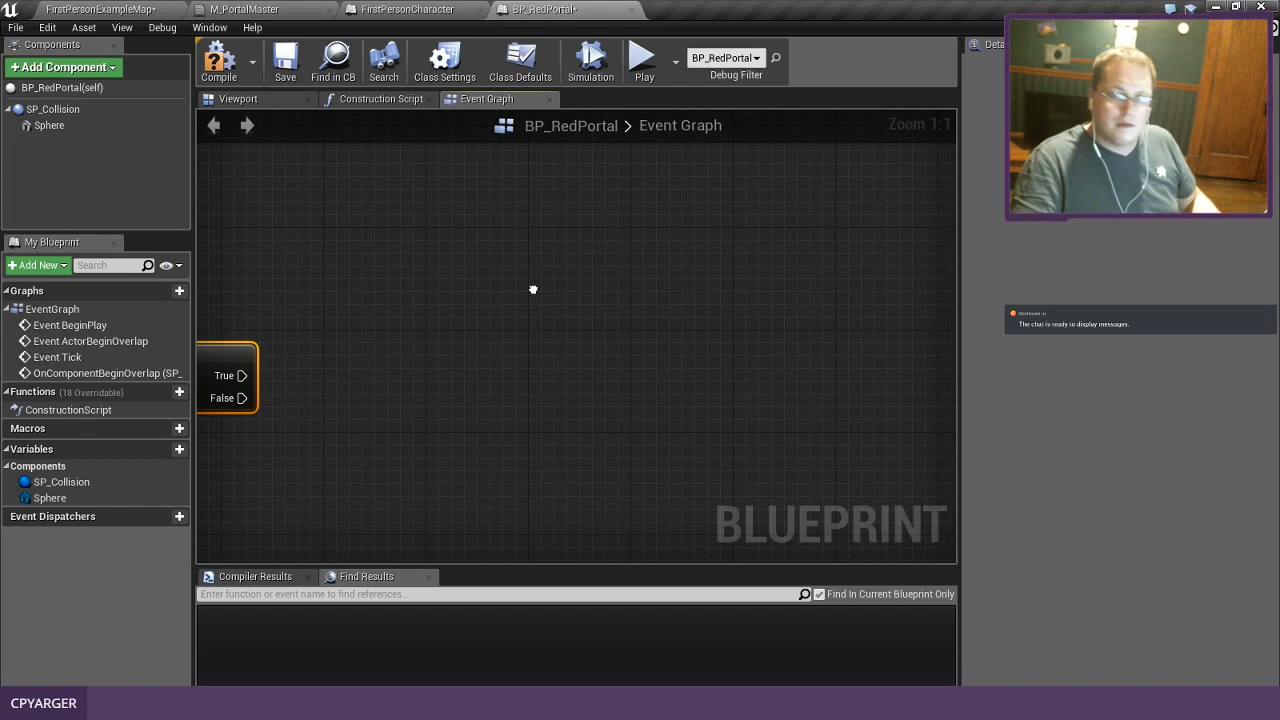 FirstPersonExampleMap*
M_PortalMaster
FirstPersonCharacter
BP_RedPortal*
File Edit Asset View Debug Window Help
Components
+Add Component
BP_RedPortal(self)
SP_Collision
Sphere
Compile
Save
Find in CB
Search
Class Settings
Class Defaults
Simulation
Play
BP_RedPortal
Debug Filter
Deta
Viewport
Construction Script
Event Graph
BP_RedPortal > Event Graph
Zoom 1:1
My Blueprint
+Add New
Search
Graphs
EventGraph
Event BeginPlay
Event ActorBeginOverlap
Event Tick
OnComponentBeginOverlap (SP_
Functions (18 Overridable)
ConstructionScript
Macros
Variables
Components
SP_Collision
Sphere
Event Dispatchers
True
False
BLUEPRINT
Compiler Results
Find Results
Enter function or event name to find references...
Find In Current Blueprint Only
The chat is ready to display messages.
CPYARGER